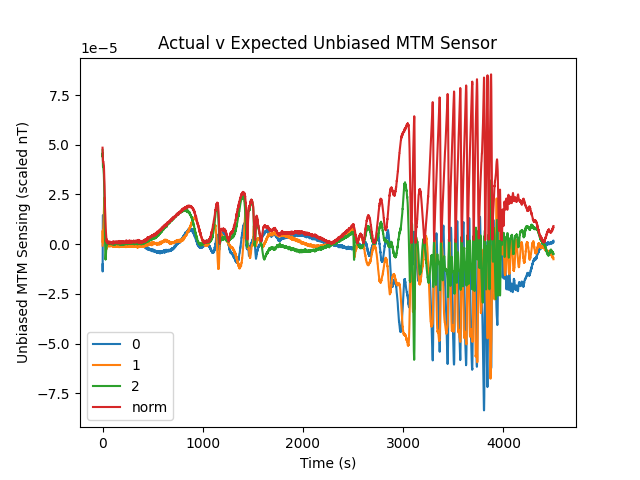 Actual v Expected Unbiased MTM Sensor
1e−5
Unbiased MTM Sensing (scaled nT)
7.5
5.0
2.5
0.0
−2.5
−5.0
−7.5
0
1
2
norm
0 1000 2000 3000 4000
Time (s)